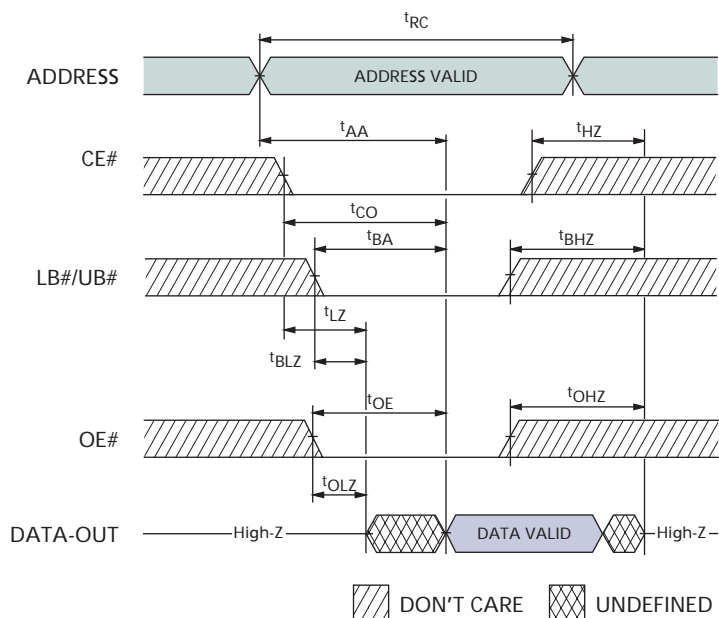 tRC
ADDRESS
ADDRESS VALID
tAA
tHZ
CE#
tCO
tBA
tBHZ
LB#/UB#
tLZ
tBLZ
tOE
tOHZ
OE#
tOLZ
DATA-OUT
High-Z
DATA VALID
High-Z
DON'T CARE
UNDEFINED